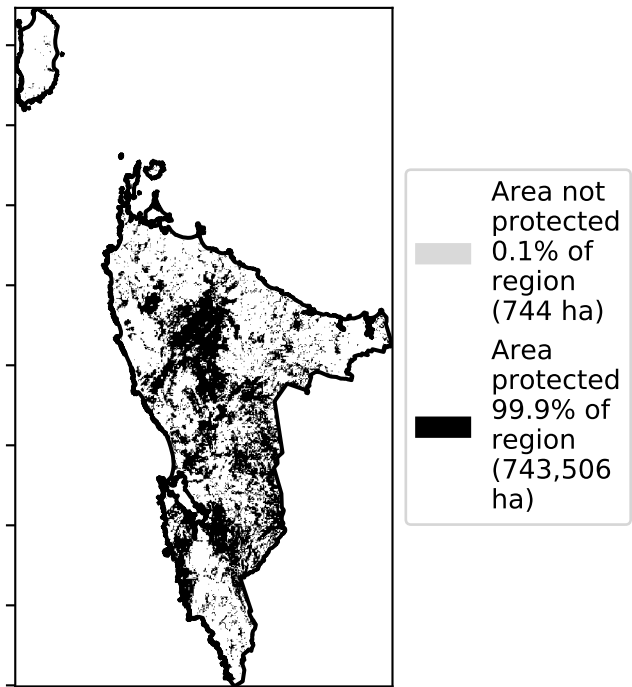 Area not
protected
0.1% of
region
(744 ha)
Area
protected
99.9% of
region
(743,506
ha)